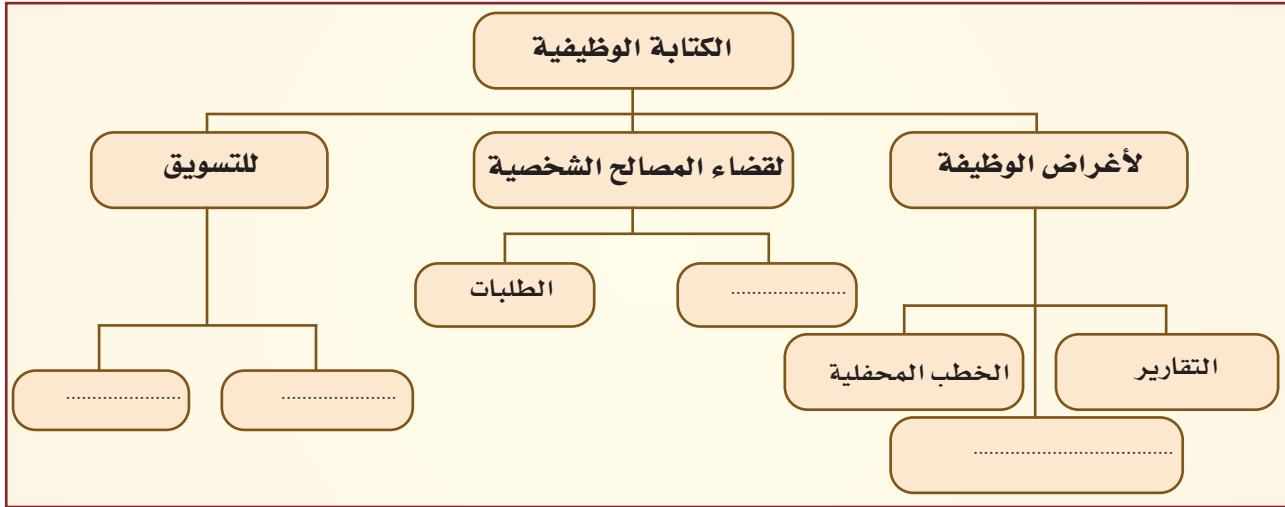 الكتابة الوظيفية
لأغراض الوظيفة
لقضاء المصالح الشخصية
للتسويق
......................
الطلبات
التقارير
الخطب المحفلية
......................
......................
......................................